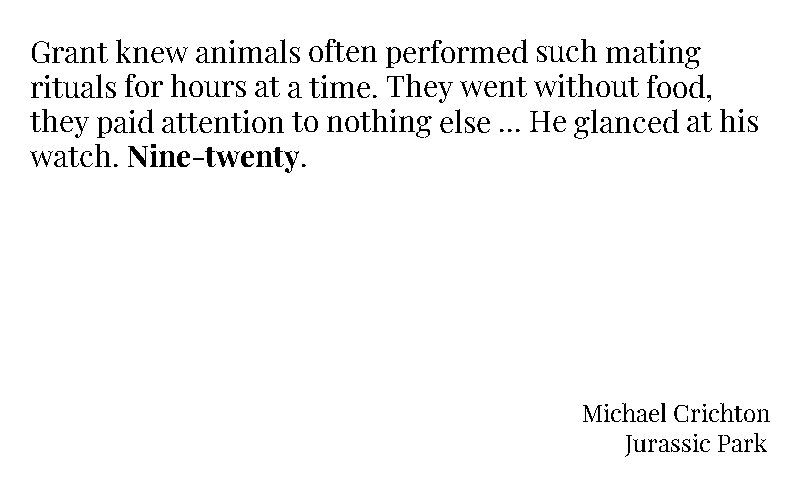 Grant knew animals often performed such mating
rituals for hours at a time. They went without food,
they paid attention to nothing else ... He glanced at his
watch. Nine-twenty.
Michael Crichton
Jurassic Park